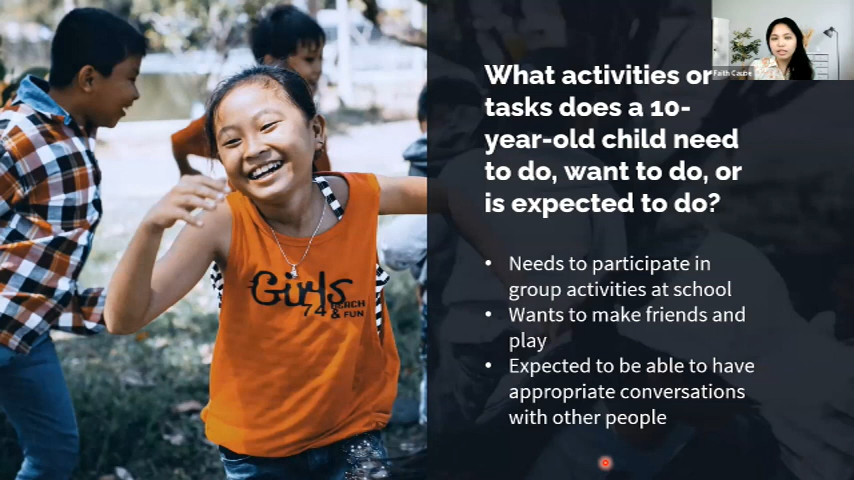 What activities or
tasks does a 10-
year-old child need
to do, want to do, or
is expected to do?
• Needs to participate in
group activities at school
• Wants to make friends and
play
• Expected to be able to have
appropriate conversations
with other people
Girls
74 BEACH
& FUN
Faith